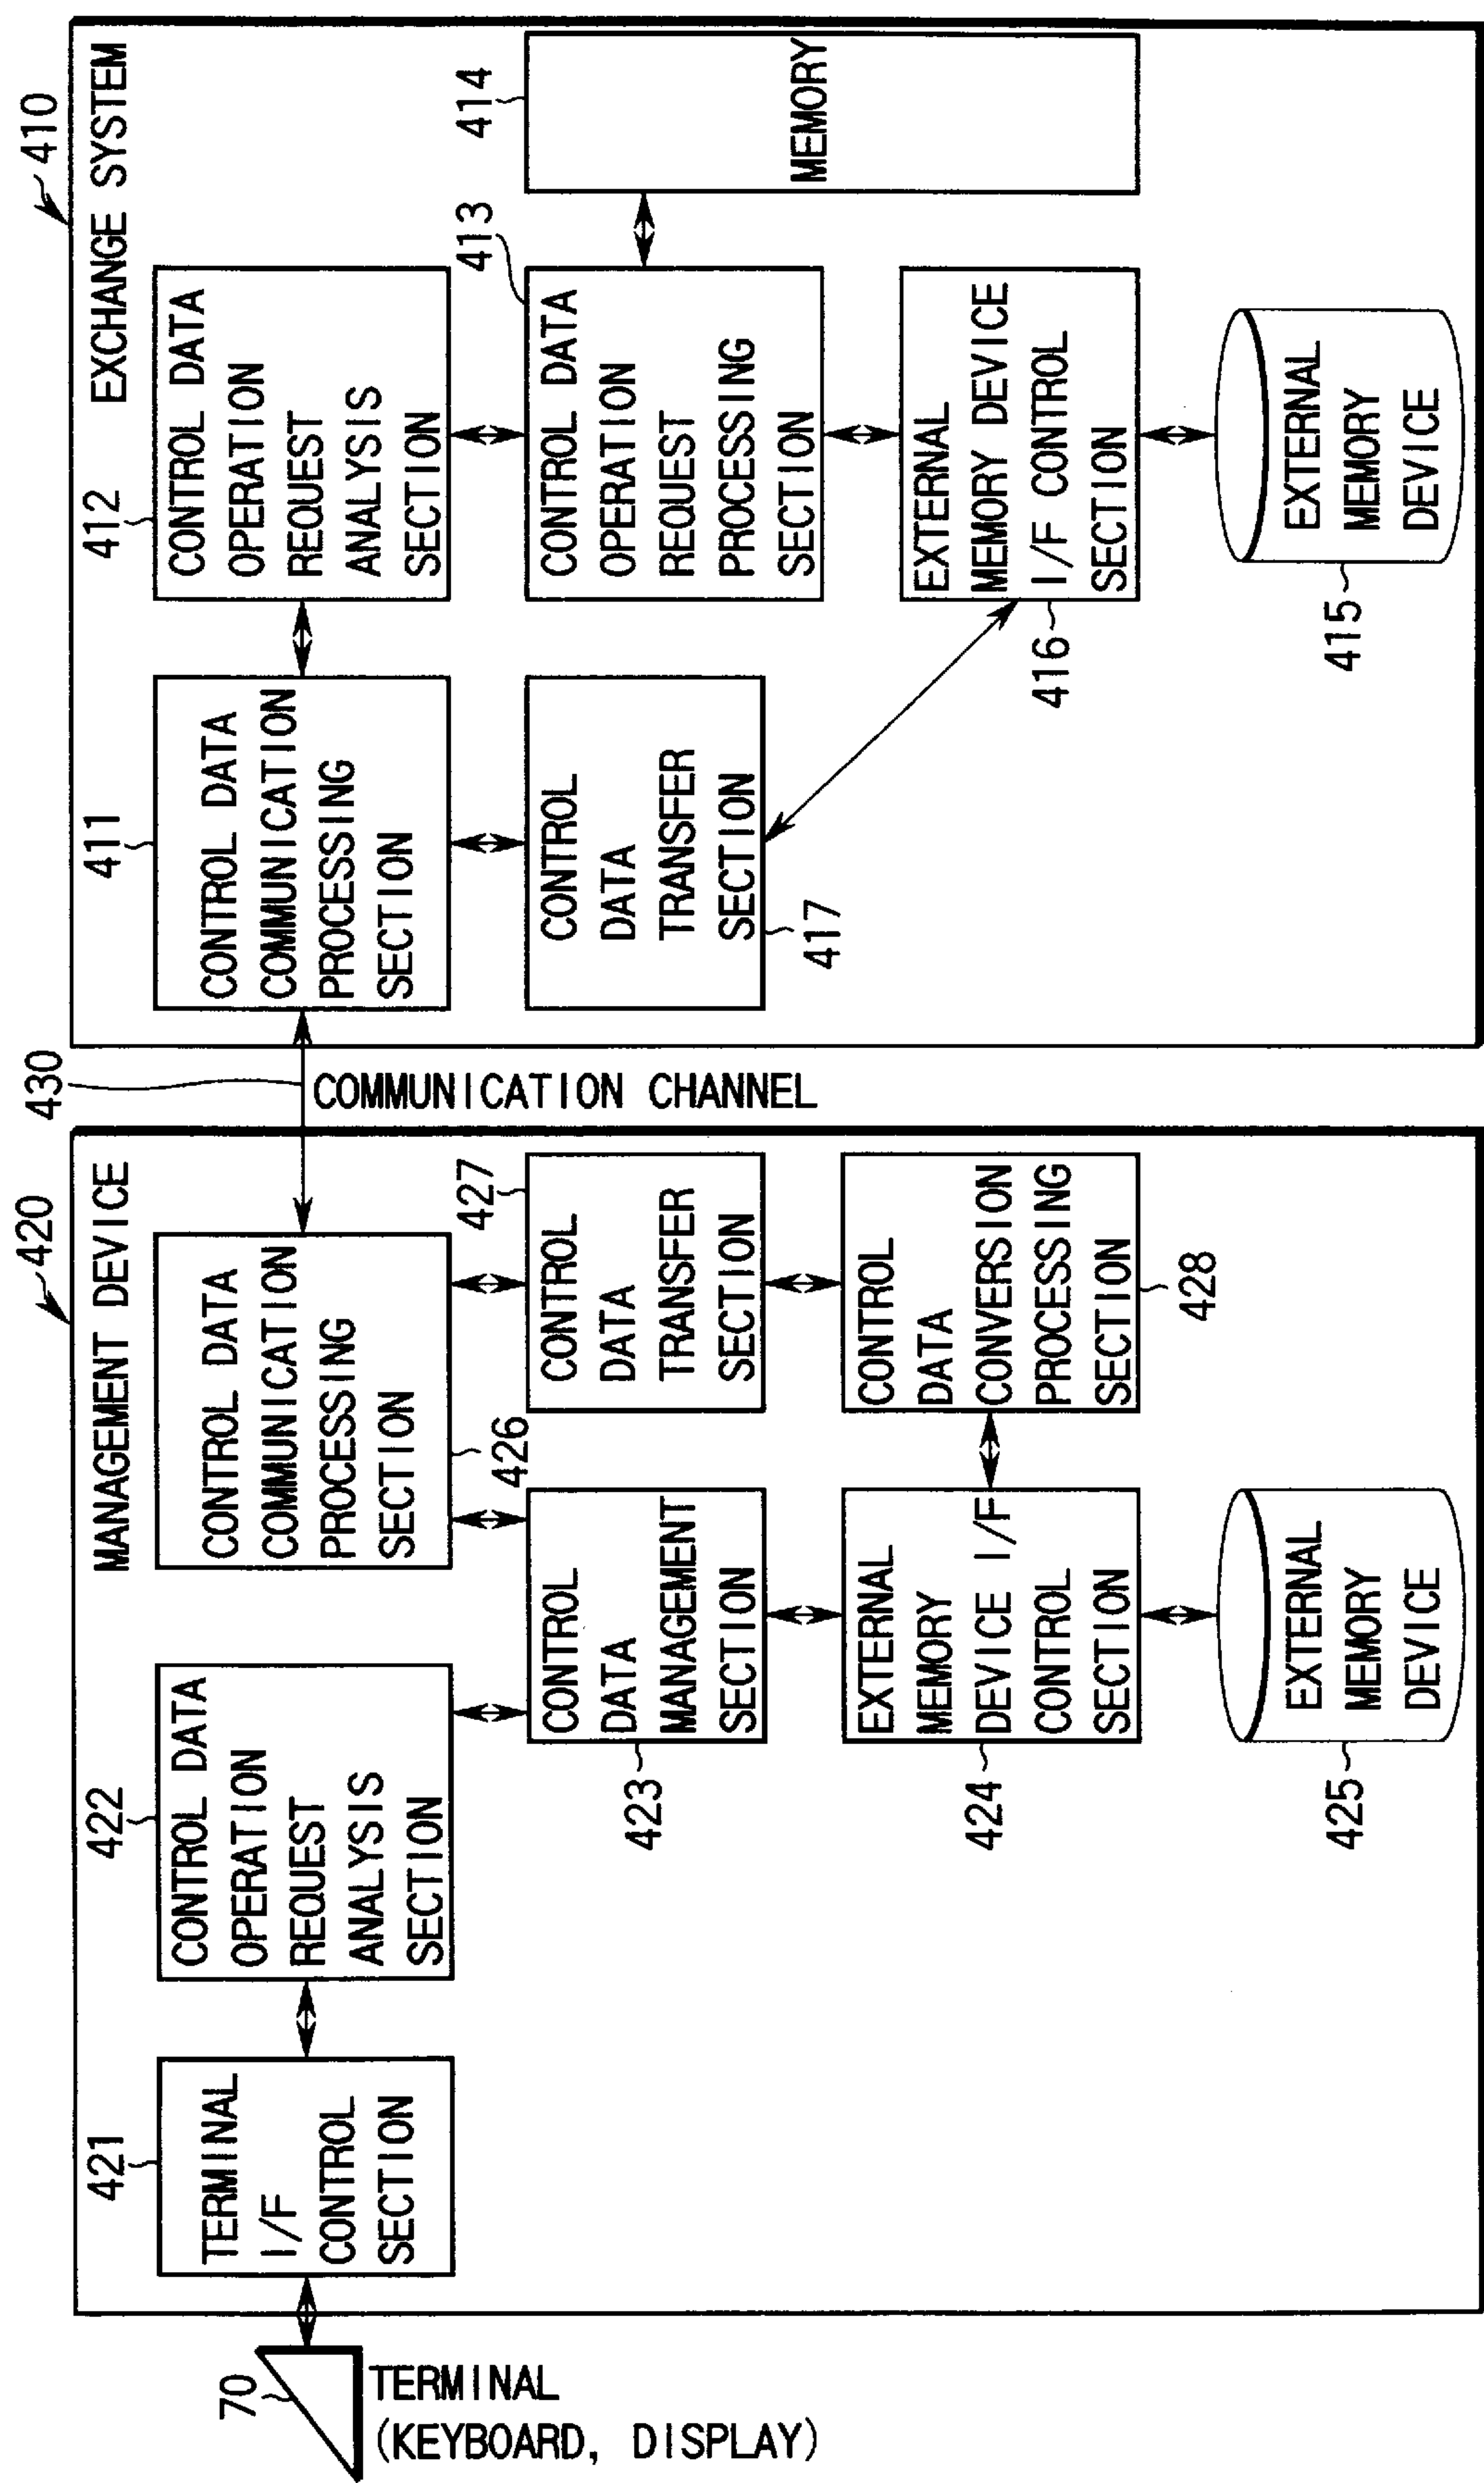 70
TERMINAL
(KEYBOARD, DISPLAY)
420
MANAGEMENT DEVICE
421
TERMINAL
I/F
CONTROL
SECTION
422
CONTROL DATA
OPERATION
REQUEST
ANALYSIS
SECTION
CONTROL DATA
COMMUNICATION
PROCESSING
SECTION
426
423
CONTROL
DATA
MANAGEMENT
SECTION
427
CONTROL
DATA
TRANSFER
SECTION
424
EXTERNAL
MEMORY
DEVICE I/F
CONTROL
SECTION
CONTROL
DATA
CONVERSION
PROCESSING
SECTION
428
425
EXTERNAL
MEMORY
DEVICE
430
COMMUNICATION CHANNEL
410
EXCHANGE SYSTEM
411
CONTROL DATA
COMMUNICATION
PROCESSING
SECTION
412
CONTROL DATA
OPERATION
REQUEST
ANALYSIS
SECTION
CONTROL
DATA
TRANSFER
SECTION
417
413
CONTROL DATA
OPERATION
REQUEST
PROCESSING
SECTION
414
MEMORY
EXTERNAL
MEMORY DEVICE
I/F CONTROL
SECTION
416
415
EXTERNAL
MEMORY
DEVICE